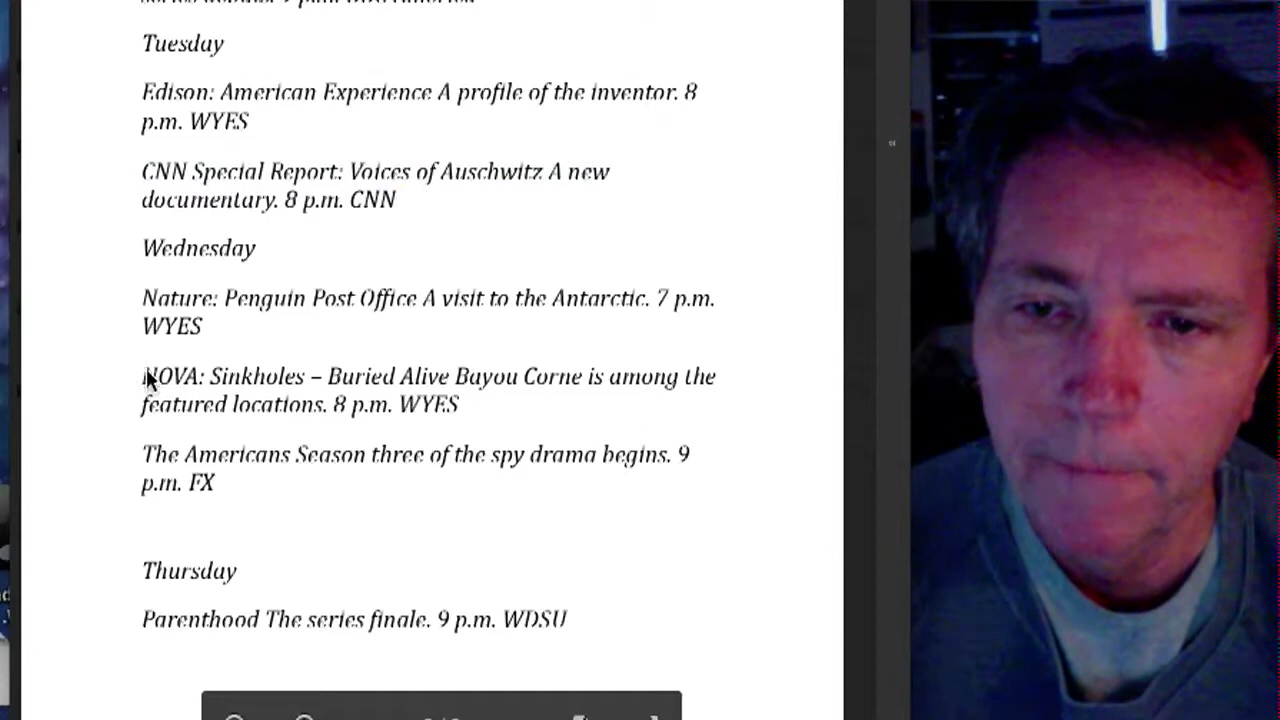 Tuesday
Edison: American Experience A profile of the inventor. 8
p.m. WYES
CNN Special Report: Voices of Auschwitz A new
documentary. 8 p.m. CNN
Wednesday
Nature: Penguin Post Office A visit to the Antarctic. 7 p.m.
WYES
NOVA: Sinkholes – Buried Alive Bayou Corne is among the
featured locations. 8 p.m. WYES
The Americans Season three of the spy drama begins. 9
p.m. FX
Thursday
Parenthood The series finale. 9 p.m. WDSU